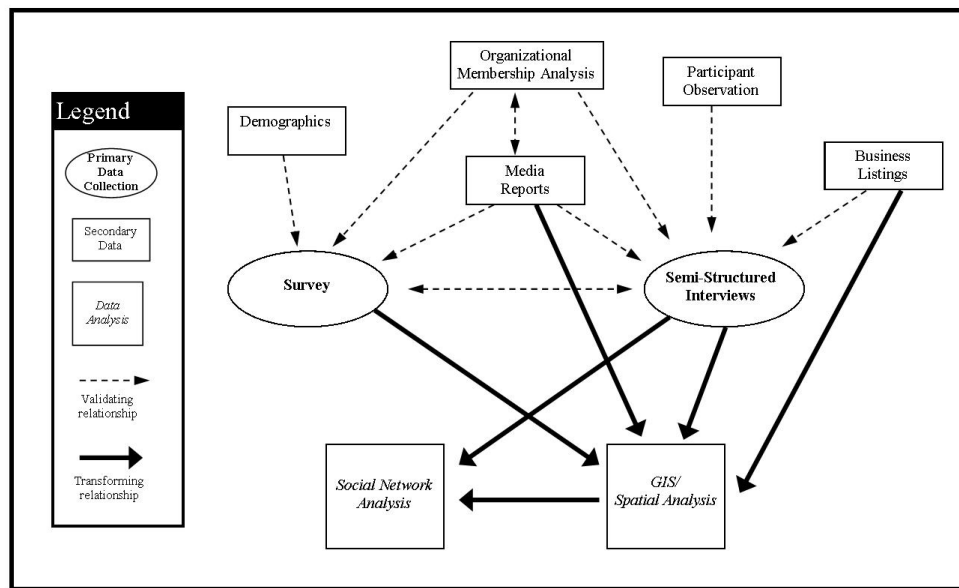 Legend
Primary
Data
Collection
Secondary
Data
Data
Analysis
Validating
relationship
Transforming
relationship
Organizational
Membership Analysis
Participant
Observation
Demographics
Media
Reports
Business
Listings
Survey
Semi-Structured
Interviews
Social Network
Analysis
GIS/
Spatial Analysis